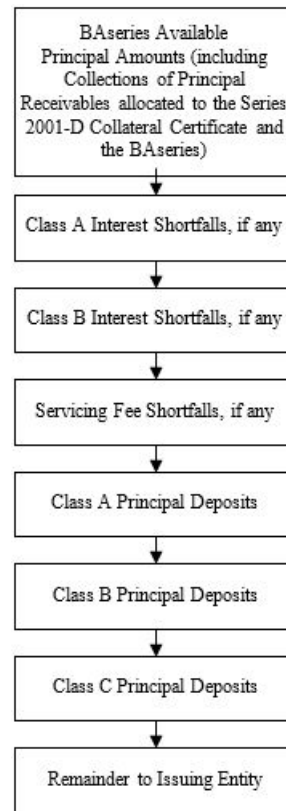 BAseries Available
Principal Amounts (including
Collections of Principal
Receivables allocated to the Series
2001-D Collateral Certificate and
the BAseries)
Class A Interest Shortfalls, if any
Class B Interest Shortfalls, if any
Servicing Fee Shortfalls, if any
Class A Principal Deposits
Class B Principal Deposits
Class C Principal Deposits
Remainder to Issuing Entity